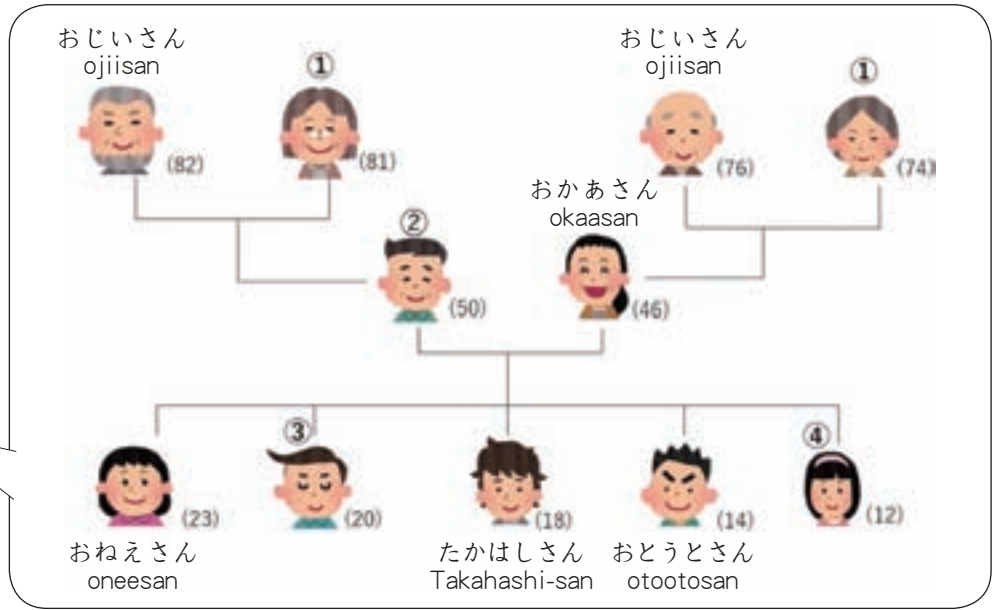 おじいさん
ojiisan
①
おじいさん
ojiisan
①
(82)
(81)
(76)
(74)
おかあさん
okaasan
②
(50)
(46)
③
④
(23)
(20)
(18)
(14)
(12)
おねえさん
oneesan
たかはしさん
Takahashi-san
おとうとさん
otootosan